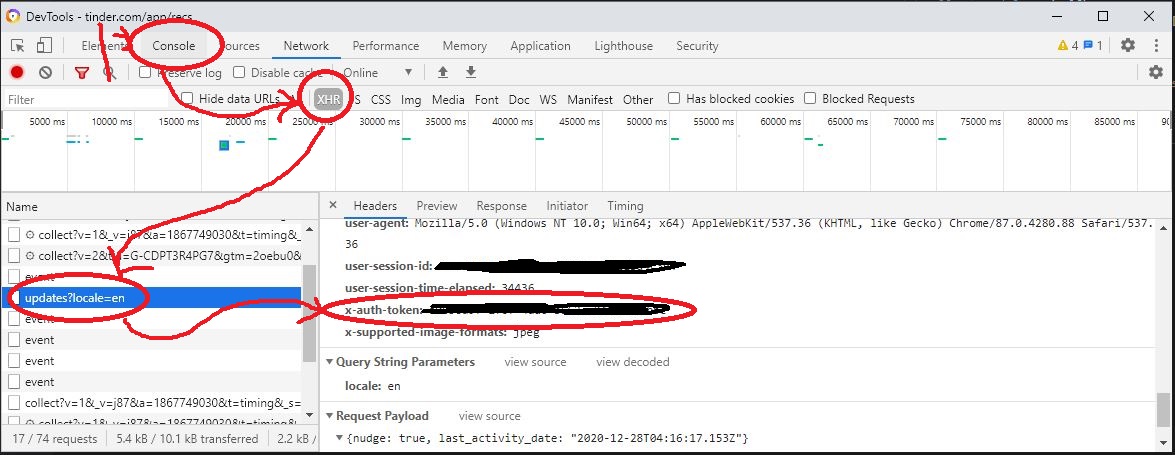 DevTools - tinder.com/app/recs
Elements Console Sources Network Performance Memory Application Lighthouse Security 4 1
Preserve log Disable cache Online
Filter Hide data URLs XHR JS CSS Img Media Font Doc WS Manifest Other Has blocked cookies Blocked Requests
5000 ms 10000 ms 15000 ms 20000 ms 25000 ms 30000 ms 35000 ms 40000 ms 45000 ms 50000 ms 55000 ms 60000 ms 65000 ms 70000 ms 75000 ms 80000 ms 85000 ms 90
Name
collect?v=1&_v=j87&a=1867749030&t=timing&_
collect?v=2&tid=G-CDPT3R4PG7&gtm=2oebu0&
event
updates?locale=en
event
event
event
event
collect?v=1&_v=j87&a=1867749030&t=timing&_s=
collect?v=1&_v=j87&a=1867749030&t=timing&
17 / 74 requests 5.4 kB / 10.1 kB transferred 2.2 kB /
× Headers Preview Response Initiator Timing
user-agent: Mozilla/5.0 (Windows NT 10.0; Win64; x64) AppleWebKit/537.36 (KHTML, like Gecko) Chrome/87.0.4280.88 Safari/537.
36
user-session-id:
user-session-time-elapsed: 34436
x-auth-token:
x-supported-image-formats: jpeg
Query String Parameters view source view decoded
locale: en
Request Payload view source
{nudge: true, last_activity_date: "2020-12-28T04:16:17.153Z"}